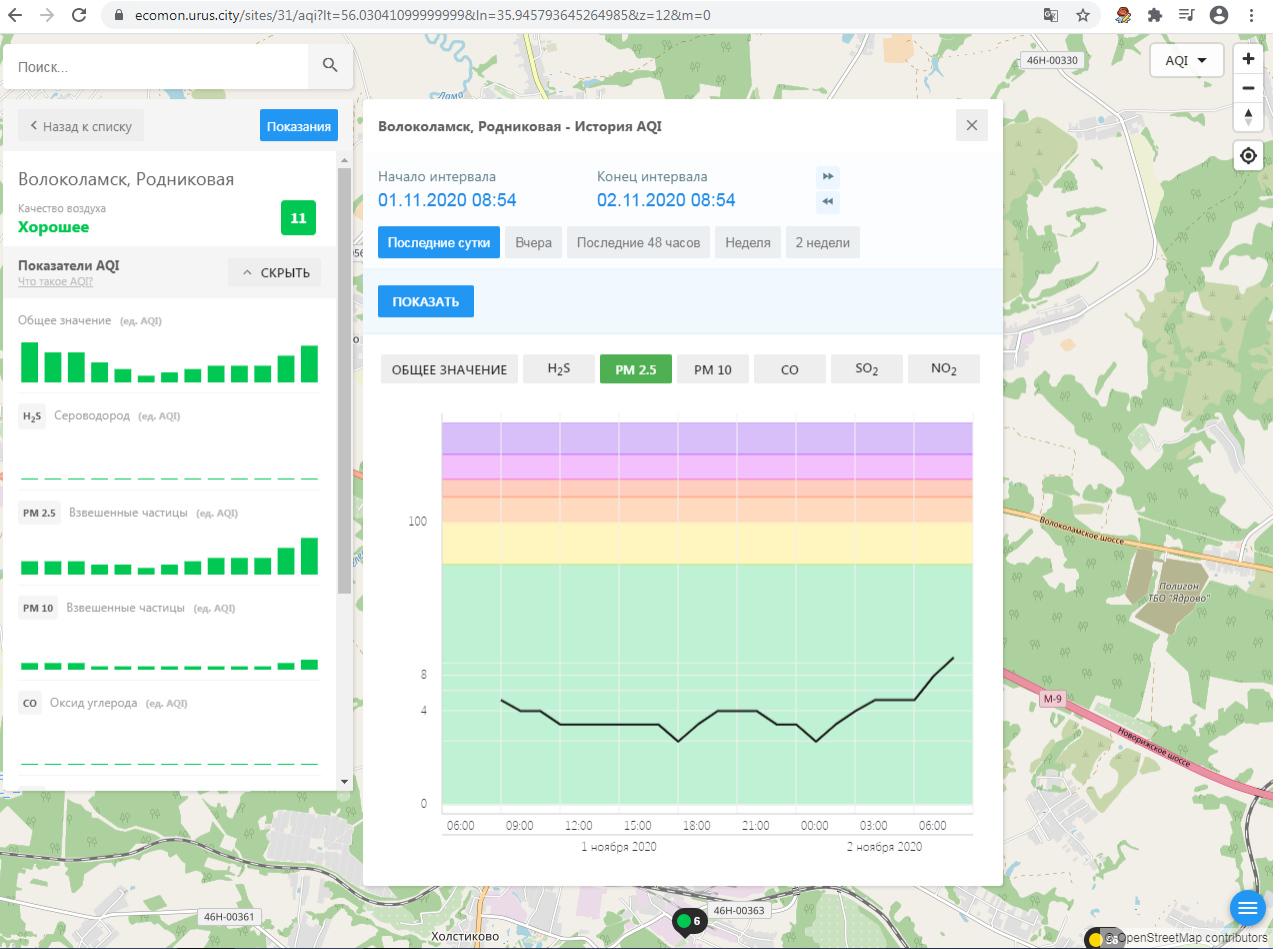 ecomon.urus.city/sites/31/aqi?lt=56.03041099999999&ln=35.945793645264985&z=12&m=0
Поиск...
46Н-00330
AQI
Назад к списку
Показания
Волоколамск, Родниковая
Качество воздуха
Хорошее
11
Показатели AQI
Что такое AQI?
СКРЫТЬ
Общее значение (ед. AQI)
H2S Сероводород (ед. AQI)
PM 2.5 Взвешенные частицы (ед. AQI)
PM 10 Взвешенные частицы (ед. AQI)
CO Оксид углерода (ед. AQI)
Волоколамск, Родниковая - История AQI
Начало интервала
01.11.2020 08:54
Конец интервала
02.11.2020 08:54
Последние сутки
Вчера
Последние 48 часов
Неделя
2 недели
ПОКАЗАТЬ
ОБЩЕЕ ЗНАЧЕНИЕ
H2S
PM 2.5
PM 10
CO
SO2
NO2
100
8
4
0
06:00 09:00 12:00 15:00 18:00 21:00 00:00 03:00 06:00
1 ноября 2020 2 ноября 2020
Волоколамское шоссе
Полигон
ТБО "Ядрово"
М-9
Новорижское шоссе
46Н-00361
46Н-00363
6
Холстиково
© OpenStreetMap contributors